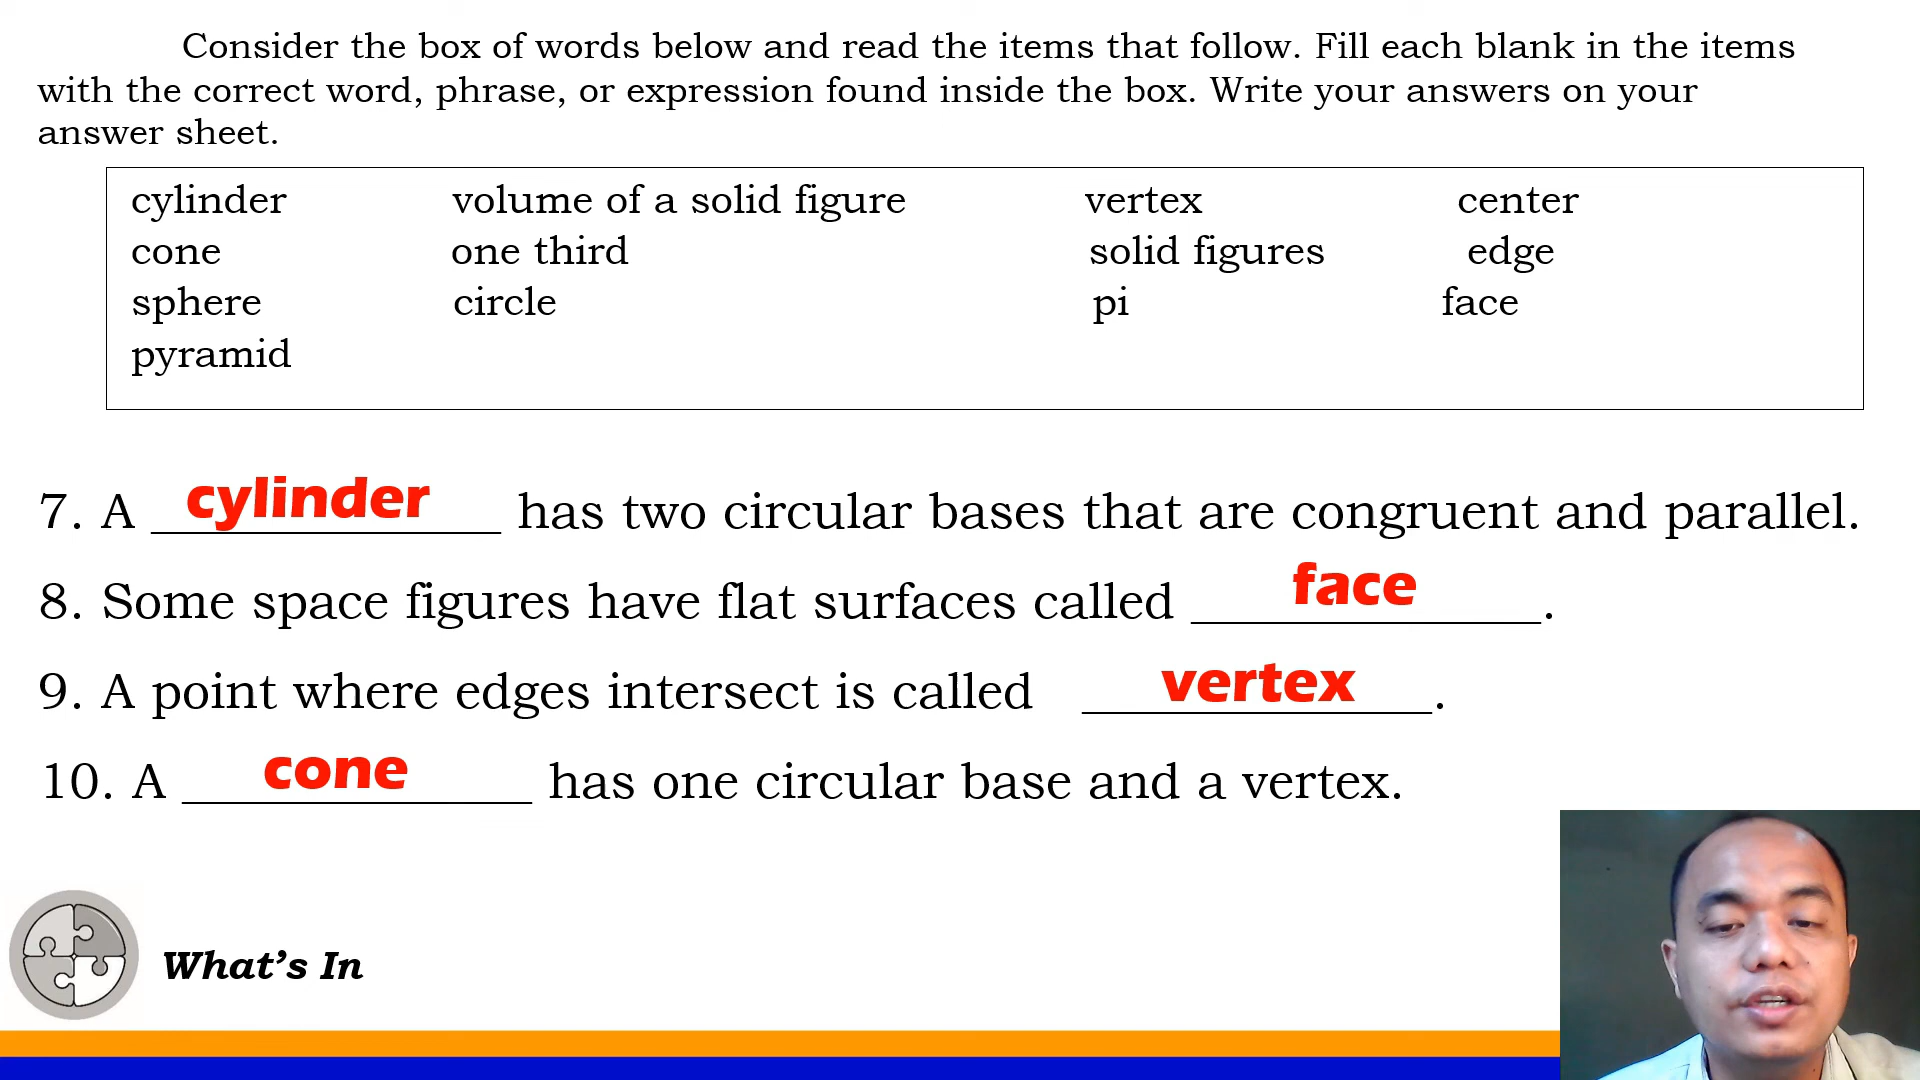 Consider the box of words below and read the items that follow. Fill each blank in the items
with the correct word, phrase, or expression found inside the box. Write your answers on your
answer sheet.
cylinder volume of a solid figure vertex center
cone one third solid figures edge
sphere circle pi face
pyramid
7. A cylinder has two circular bases that are congruent and parallel.
8. Some space figures have flat surfaces called face.
9. A point where edges intersect is called vertex.
10. A cone has one circular base and a vertex.
What's In